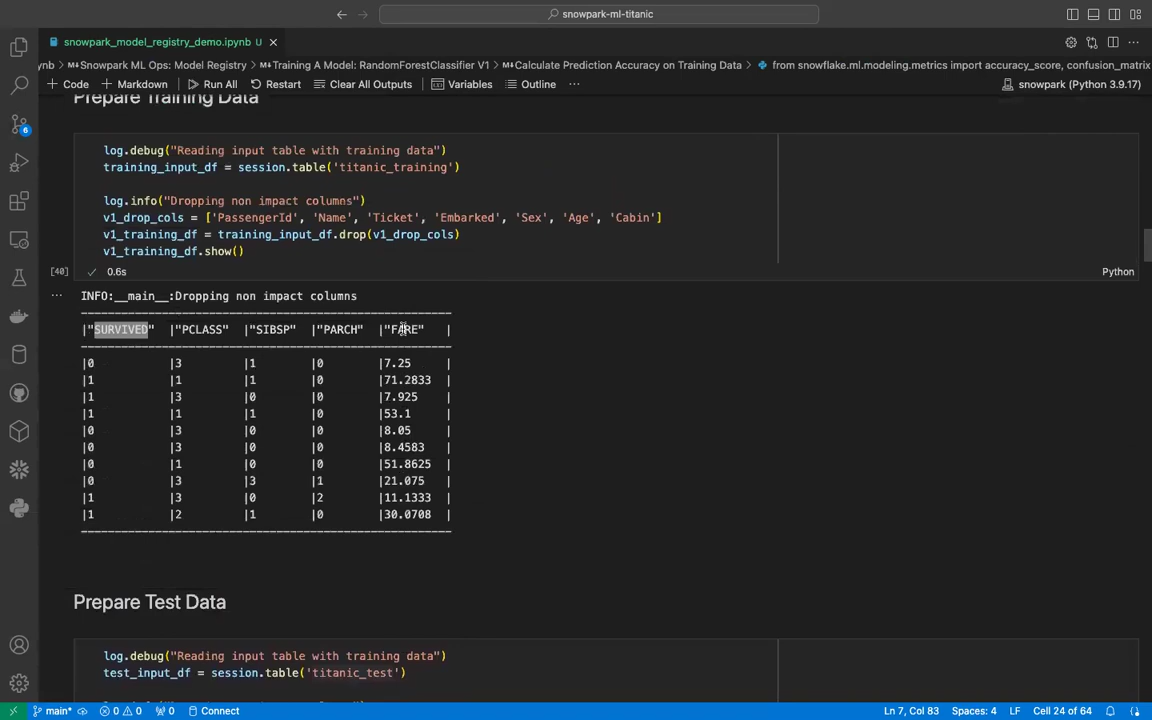 snowpark-ml-titanic
snowpark_model_registry_demo.ipynb U
ynb > M↓Snowpark ML Ops: Model Registry > M↓Training A Model: RandomForestClassifier V1 > M↓Calculate Prediction Accuracy on Training Data > from snowflake.ml.modeling.metrics import accuracy_score, confusion_matrix
+ Code + Markdown Run All Restart Clear All Outputs Variables Outline ... snowpark (Python 3.9.17)
Prepare Training Data
log.debug("Reading input table with training data")
training_input_df = session.table('titanic_training')
log.info("Dropping non impact columns")
v1_drop_cols = ['PassengerId', 'Name', 'Ticket', 'Embarked', 'Sex', 'Age', 'Cabin']
v1_training_df = training_input_df.drop(v1_drop_cols)
v1_training_df.show()
[40] 0.6s Python
INFO:__main__:Dropping non impact columns
|"SURVIVED" |"PCLASS" |"SIBSP" |"PARCH" |"FARE" |
|0 |3 |1 |0 |7.25 |
|1 |1 |1 |0 |71.2833 |
|1 |3 |0 |0 |7.925 |
|1 |1 |1 |0 |53.1 |
|0 |3 |0 |0 |8.05 |
|0 |3 |0 |0 |8.4583 |
|0 |1 |0 |0 |51.8625 |
|0 |3 |3 |1 |21.075 |
|1 |3 |0 |2 |11.1333 |
|1 |2 |1 |0 |30.0708 |
Prepare Test Data
log.debug("Reading input table with training data")
test_input_df = session.table('titanic_test')
6
main* 0 0 0 Connect Ln 7, Col 83 Spaces: 4 LF Cell 24 of 64